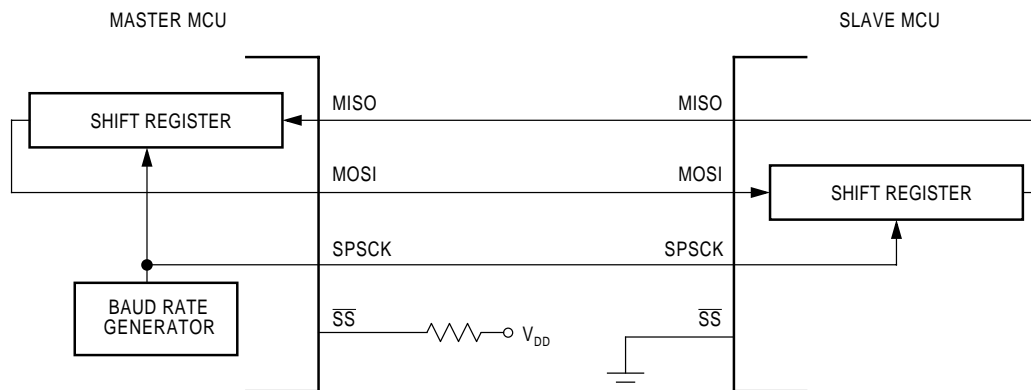 MASTER MCU
SLAVE MCU
SHIFT REGISTER
MISO
MISO
MOSI
MOSI
SHIFT REGISTER
SPSCK
SPSCK
BAUD RATE
GENERATOR
SS
VDD
SS